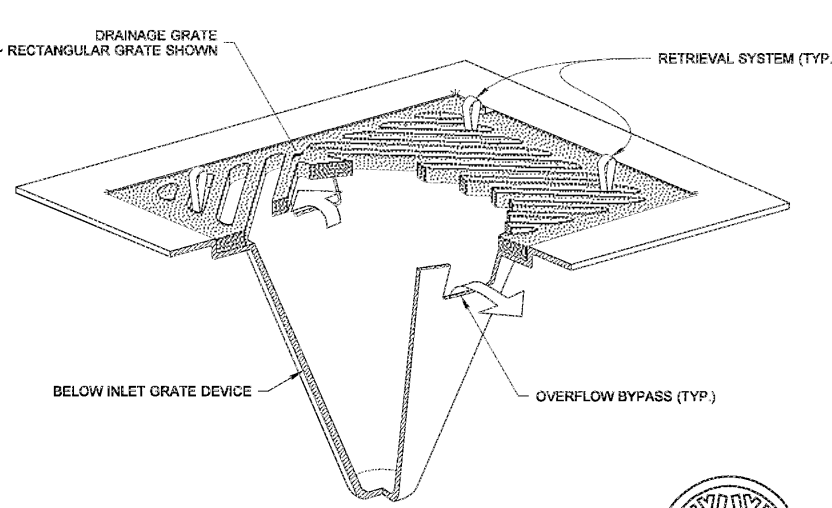 DRAINAGE GRATE
RECTANGULAR GRATE SHOWN
RETRIEVAL SYSTEM (TYP.
BELOW INLET GRATE DEVICE
OVERFLOW BYPASS (TYP.)